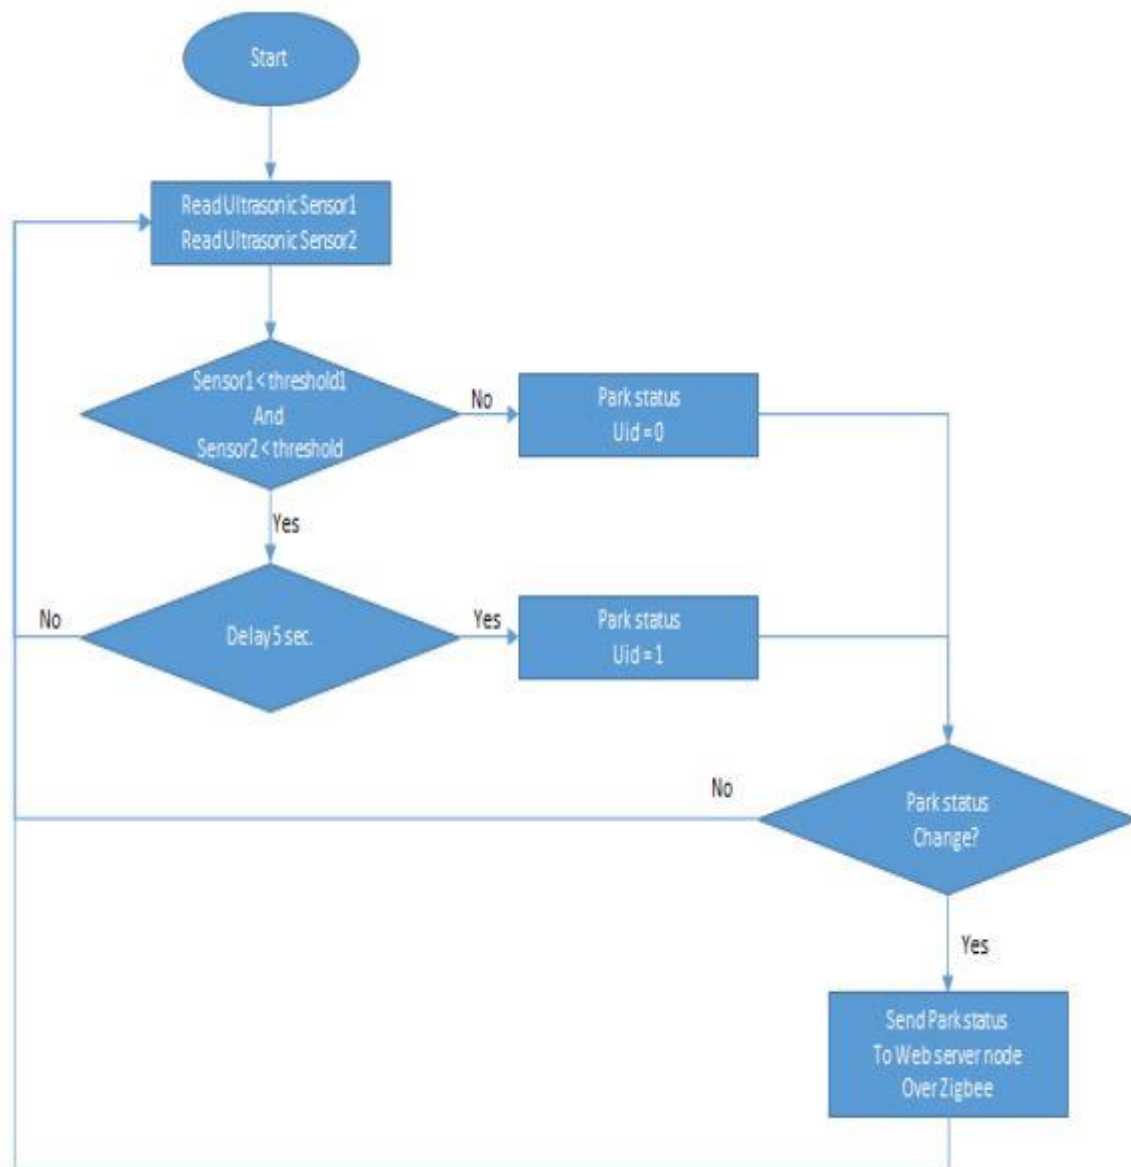 Start
Read Ultrasonic Sensor1
Read Ultrasonic Sensor2
Sensor1 < threshold1
And
Sensor2 < threshold
No
Park status
Uid = 0
Yes
No
Delay 5 sec.
Yes
Park status
Uid = 1
No
Park status
Change?
Yes
Send Park status
To Web server node
Over Zigbee